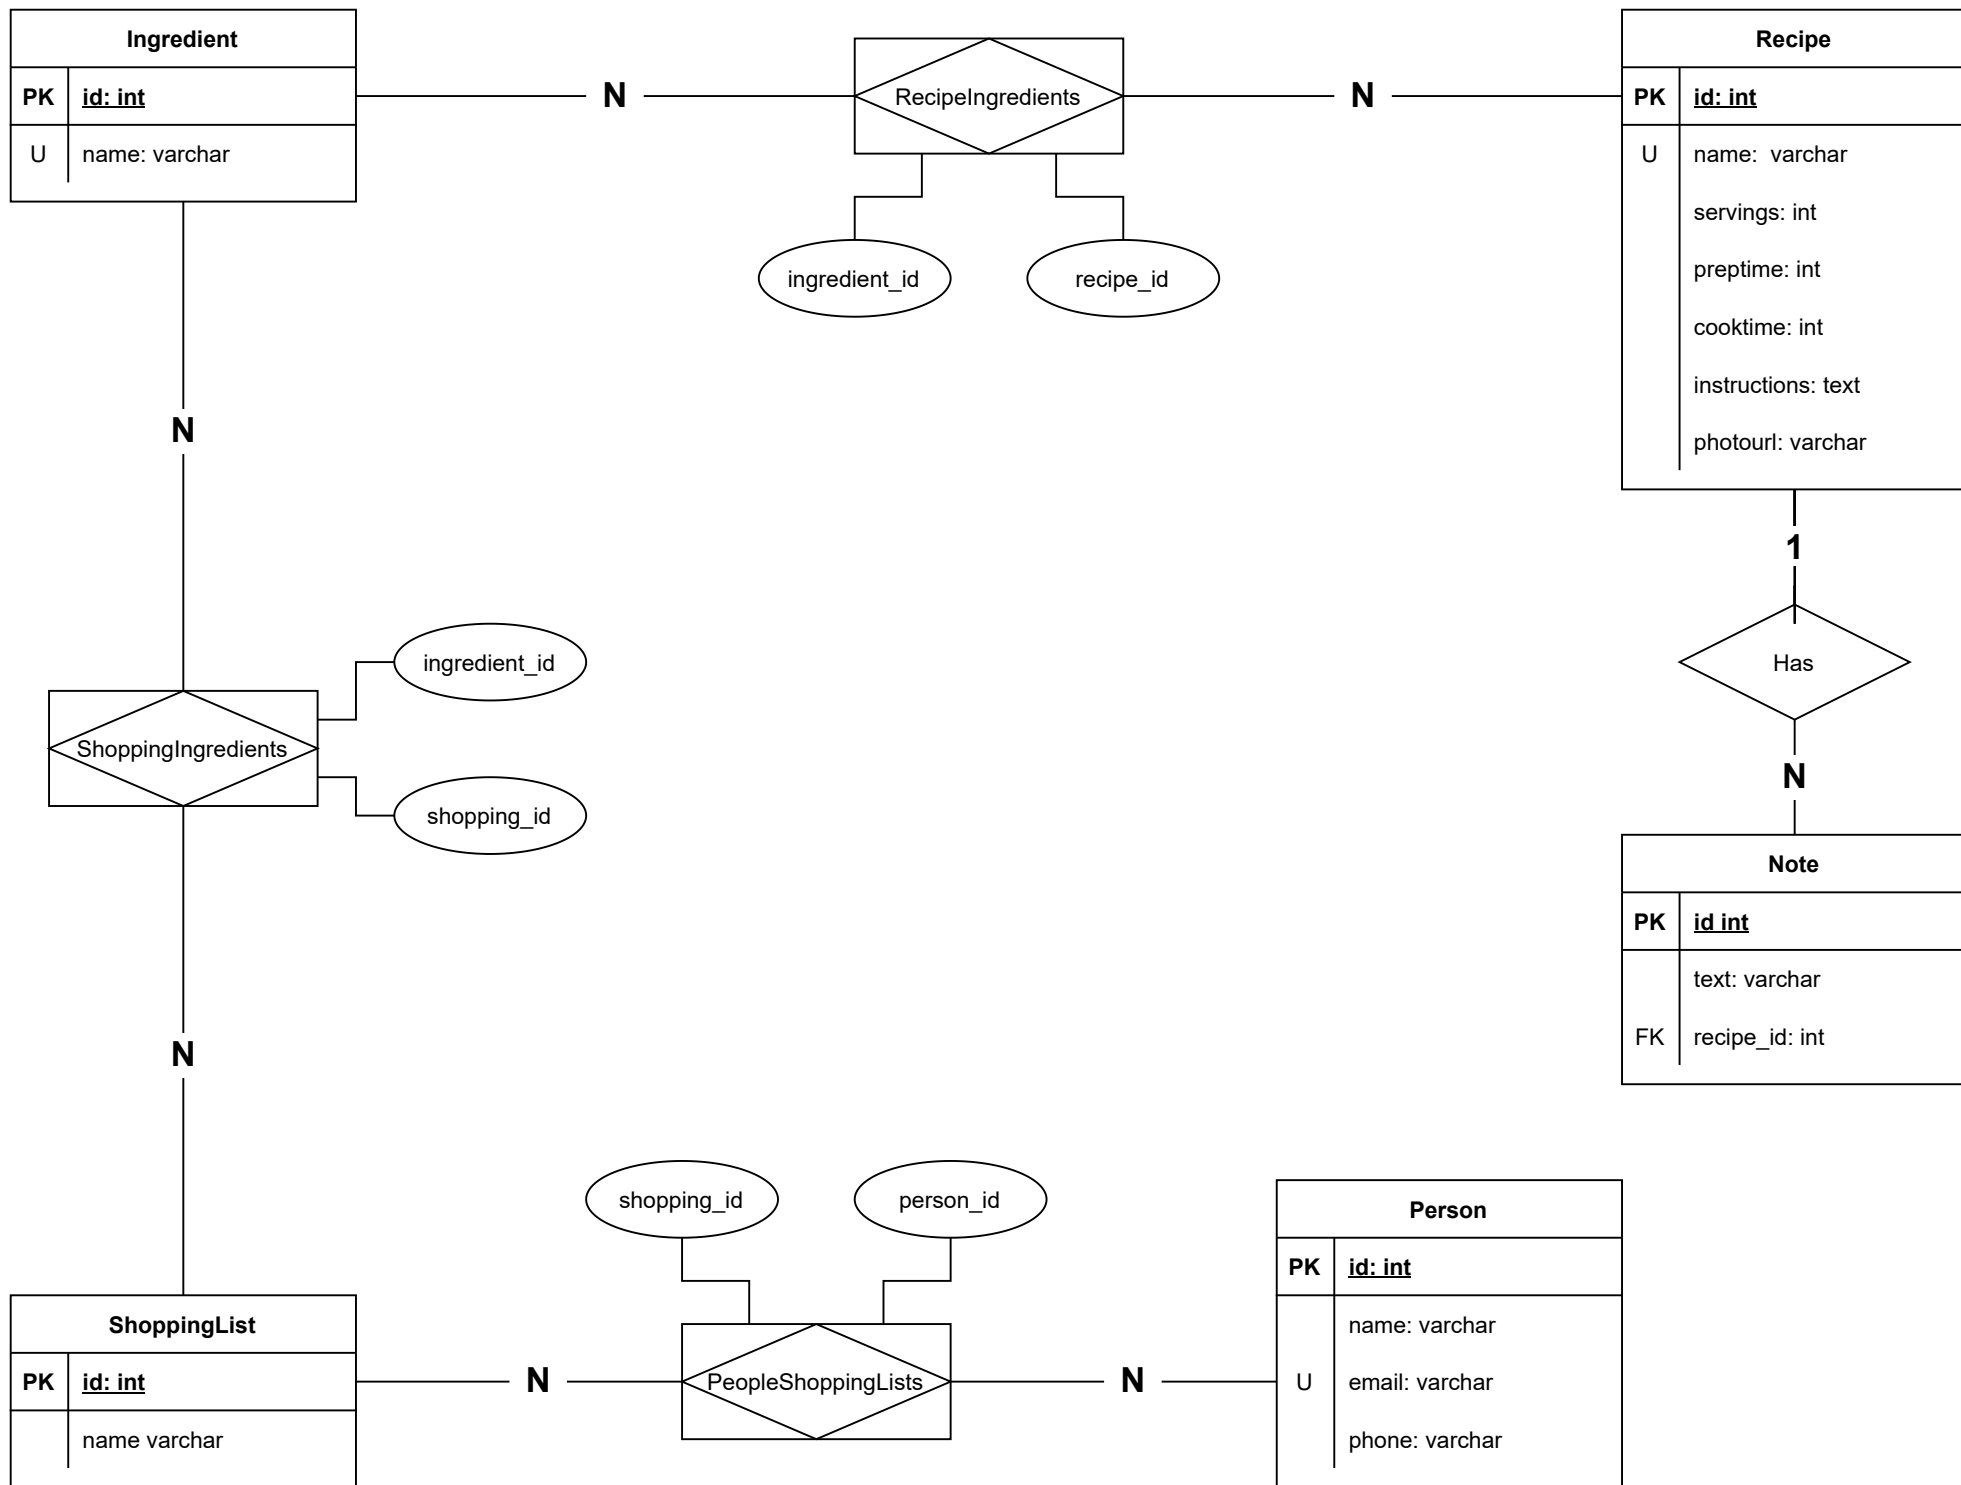 Ingredient
PK id: int
U name: varchar
N
RecipeIngredients
N
ingredient_id
recipe_id
Recipe
PK id: int
U name:  varchar
servings: int
preptime: int
cooktime: int
instructions: text
photourl: varchar
N
1
Has
N
ShoppingIngredients
ingredient_id
shopping_id
Note
PK id int
text: varchar
FK recipe_id: int
N
ShoppingList
PK id: int
name varchar
N
shopping_id
person_id
PeopleShoppingLists
N
Person
PK id: int
name: varchar
U email: varchar
phone: varchar